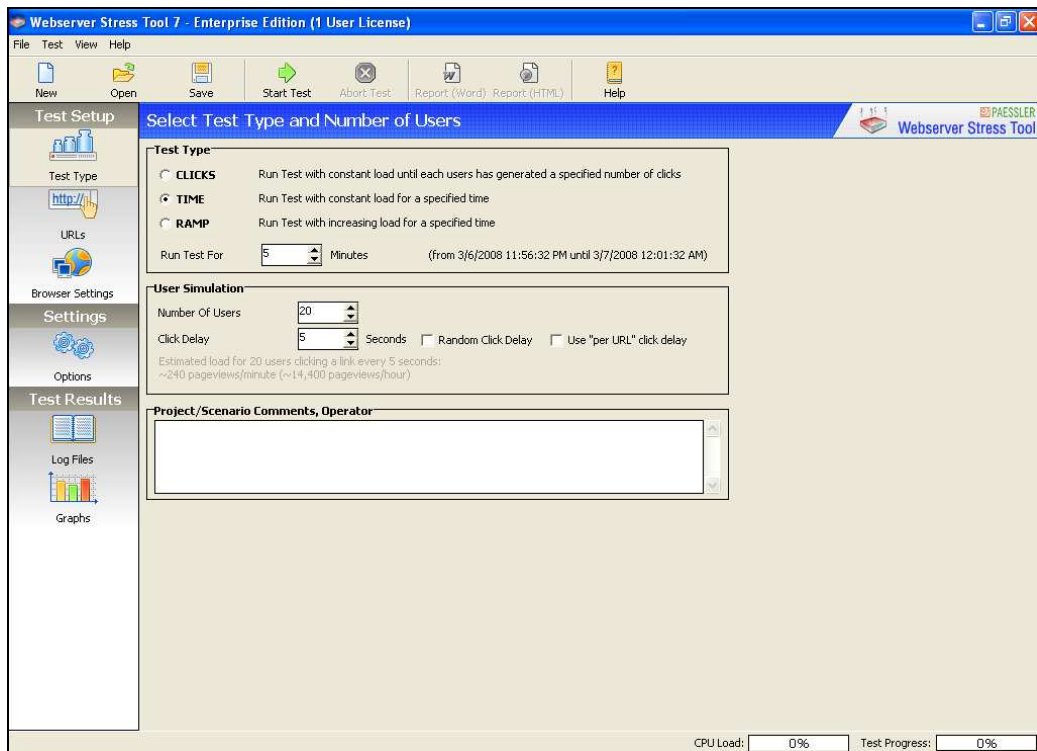 Webserver Stress Tool 7 - Enterprise Edition (1 User License)
File Test View Help
New Open Save Start Test Abort Test Report (Word) Report (HTML) Help
Test Setup
Test Type
http://
URLs
Browser Settings
Settings
Options
Test Results
Log Files
Graphs
Select Test Type and Number of Users
PAESSLER
Webserver Stress Tool
Test Type
CLICKS Run Test with constant load until each users has generated a specified number of clicks
TIME Run Test with constant load for a specified time
RAMP Run Test with increasing load for a specified time
Run Test For 5 Minutes (from 3/6/2008 11:56:32 PM until 3/7/2008 12:01:32 AM)
User Simulation
Number Of Users 20
Click Delay 5 Seconds Random Click Delay Use "per URL" click delay
Estimated load for 20 users clicking a link every 5 seconds:
~240 pageviews/minute (~14,400 pageviews/hour)
Project/Scenario Comments, Operator
CPU Load: 0% Test Progress: 0%